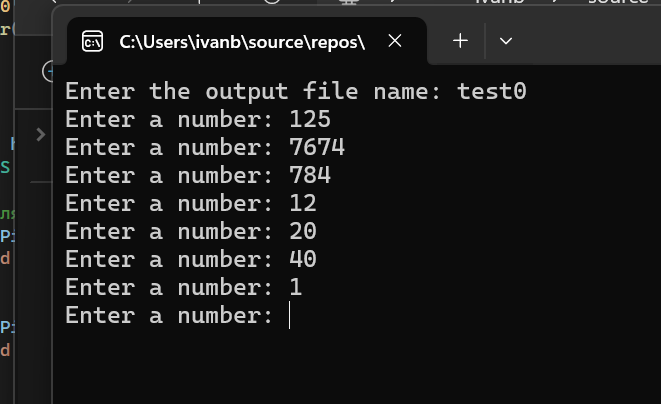 C:\Users\ivanb\source\repos\
Enter the output file name: test0
Enter a number: 125
Enter a number: 7674
Enter a number: 784
Enter a number: 12
Enter a number: 20
Enter a number: 40
Enter a number: 1
Enter a number: